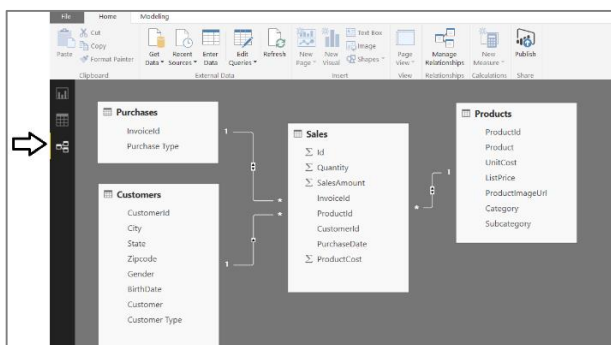 File Home Modeling
Paste
Cut
Copy
Format Painter
Get Data
Recent Sources
Enter Data
Edit Queries
Refresh
New Page
New Visual
Text Box
Image
Shapes
Page View
Manage Relationships
New Measure
Publish
Clipboard External Data Insert View Relationships Calculations Share
Purchases
InvoiceId
Purchase Type
1
Customers
CustomerId
City
State
Zipcode
Gender
BirthDate
Customer
Customer Type
1
*
*
Sales
Σ Id
Σ Quantity
Σ SalesAmount
InvoiceId
ProductId
CustomerId
PurchaseDate
Σ ProductCost
*
1
Products
ProductId
Product
UnitCost
ListPrice
ProductImageUrl
Category
Subcategory